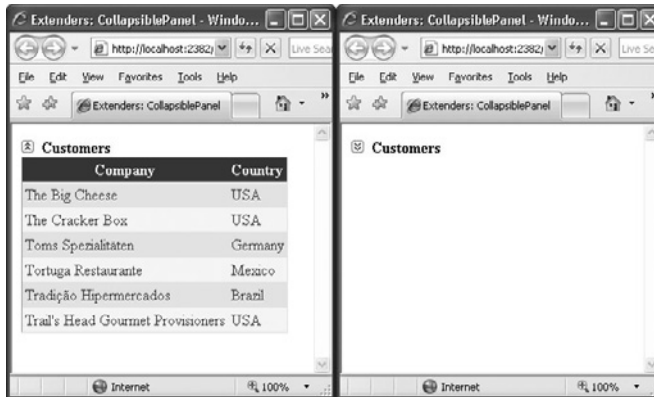 Extenders: CollapsiblePanel - Windo...
http://localhost:2382/
Live Sea
File Edit View Favorites Tools Help
Extenders: CollapsiblePanel
»
Customers
Company Country
The Big Cheese USA
The Cracker Box USA
Toms Spezialitäten Germany
Tortuga Restaurante Mexico
Tradição Hipermercados Brazil
Trail's Head Gourmet Provisioners USA
Internet 100%
Extenders: CollapsiblePanel - Windo...
http://localhost:2382/
Live Se
File Edit View Favorites Tools Help
Extenders: CollapsiblePanel
»
Customers
Internet 100%